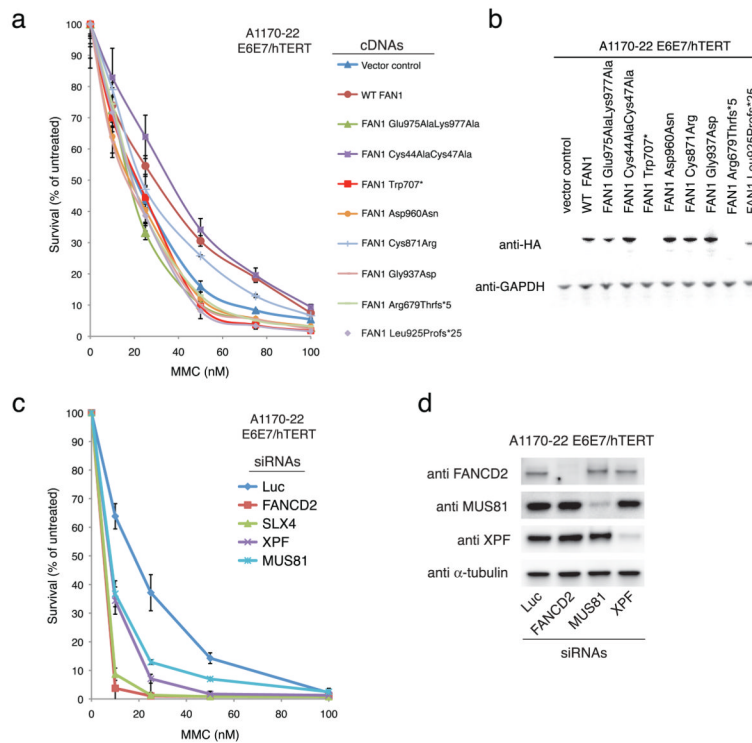 a
A1170-22
E6E7/hTERT
cDNAs
Vector control
WT FAN1
FAN1 Glu975AlaLys977Ala
FAN1 Cys44AlaCys47Ala
FAN1 Trp707*
FAN1 Asp960Asn
FAN1 Cys871Arg
FAN1 Gly937Asp
FAN1 Arg679Thrfs*5
FAN1 Leu925Profs*25
Survival (% of untreated)
100
90
80
70
60
50
40
30
20
10
0
0 20 40 60 80 100
MMC (nM)
b
A1170-22 E6E7/hTERT
vector control
WT FAN1
FAN1 Glu975AlaLys977Ala
FAN1 Cys44AlaCys47Ala
FAN1 Trp707*
FAN1 Asp960Asn
FAN1 Cys871Arg
FAN1 Gly937Asp
FAN1 Arg679Thrfs*5
FAN1 Leu925Profs*25
anti-HA
anti-GAPDH
c
A1170-22
E6E7/hTERT
siRNAs
Luc
FANCD2
SLX4
XPF
MUS81
Survival (% of untreated)
100
90
80
70
60
50
40
30
20
10
0
0 20 40 60 80 100
MMC (nM)
d
A1170-22 E6E7/hTERT
anti FANCD2
anti MUS81
anti XPF
anti α-tubulin
Luc
FANCD2
MUS81
XPF
siRNAs